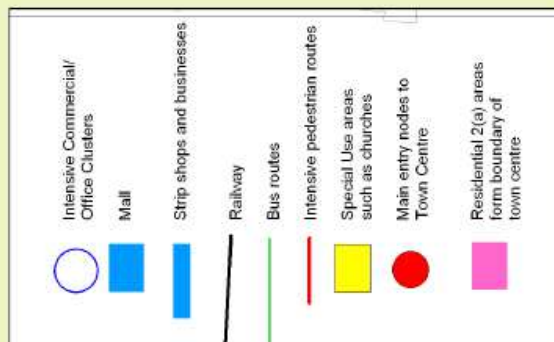 Intensive Commercial/
Office Clusters
Mall
Strip shops and businesses
Railway
Bus routes
Intensive pedestrian routes
Special Use areas
such as churches
Main entry nodes to
Town Centre
Residential 2(a) areas
form boundary of
town centre